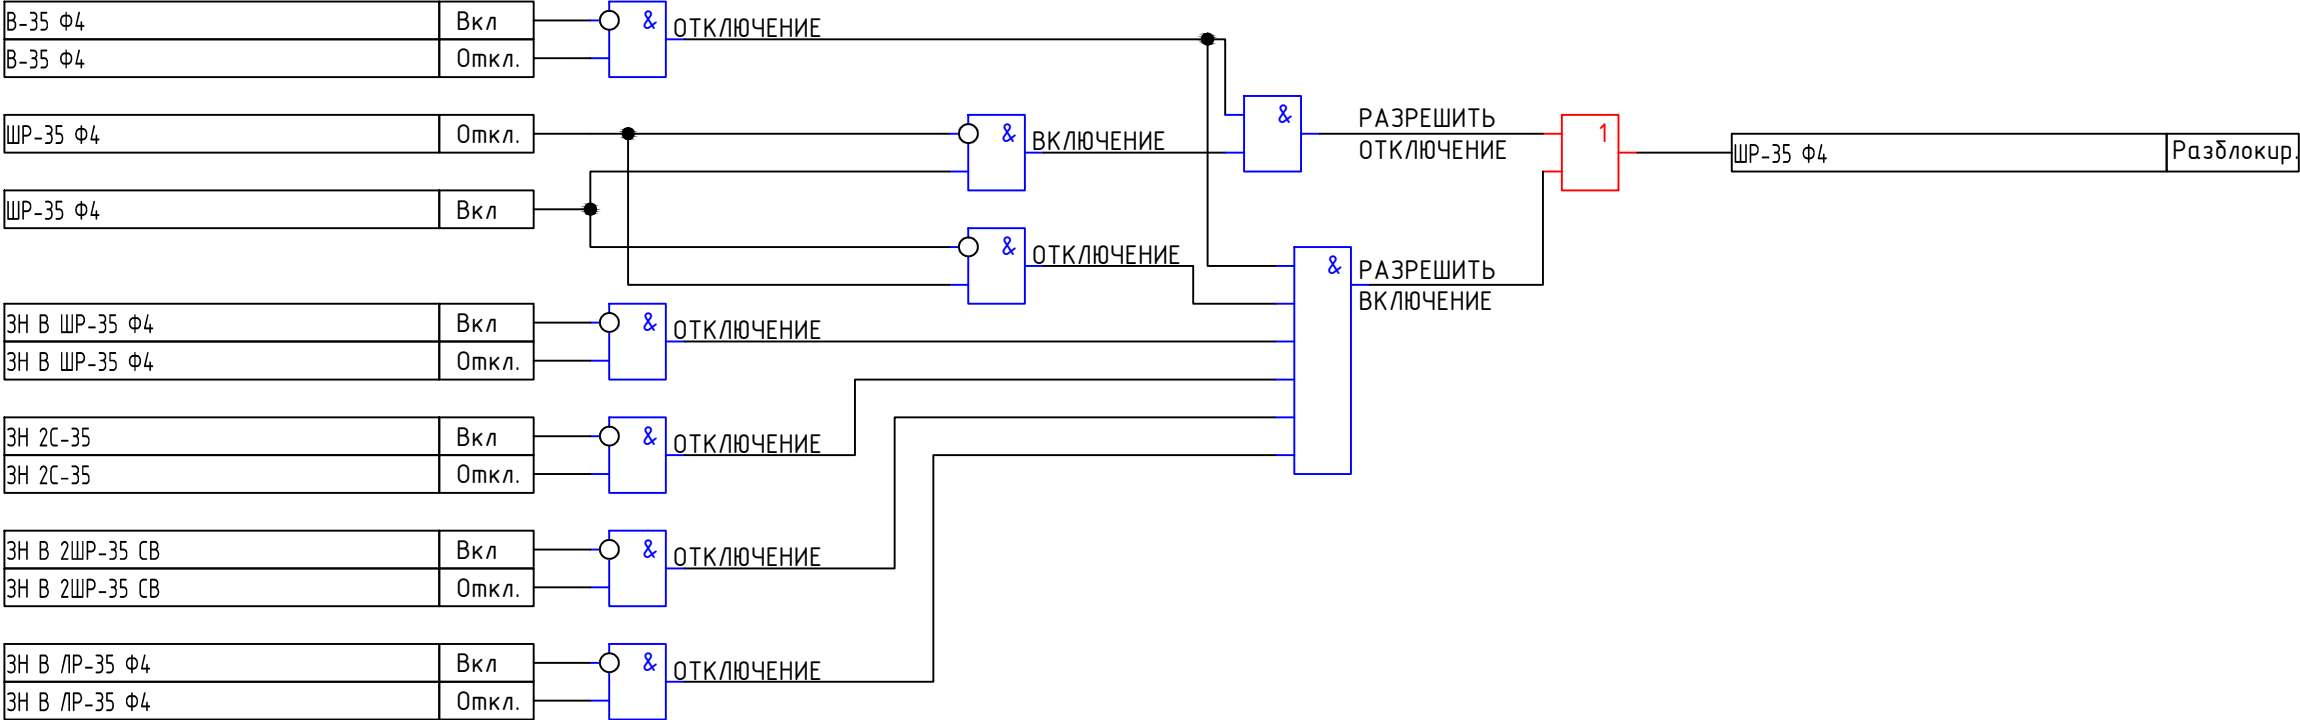 В-35 Ф4 Вкл & ОТКЛЮЧЕНИЕ
В-35 Ф4 Откл.
&
РАЗРЕШИТЬ
ОТКЛЮЧЕНИЕ
1
ШР-35 Ф4 Разблокир.
ШР-35 Ф4 Откл.
& ВКЛЮЧЕНИЕ
ШР-35 Ф4 Вкл
& ОТКЛЮЧЕНИЕ
& РАЗРЕШИТЬ
ВКЛЮЧЕНИЕ
ЗН В ШР-35 Ф4 Вкл & ОТКЛЮЧЕНИЕ
ЗН В ШР-35 Ф4 Откл.
ЗН 2С-35 Вкл & ОТКЛЮЧЕНИЕ
ЗН 2С-35 Откл.
ЗН В 2ШР-35 СВ Вкл & ОТКЛЮЧЕНИЕ
ЗН В 2ШР-35 СВ Откл.
ЗН В ЛР-35 Ф4 Вкл & ОТКЛЮЧЕНИЕ
ЗН В ЛР-35 Ф4 Откл.